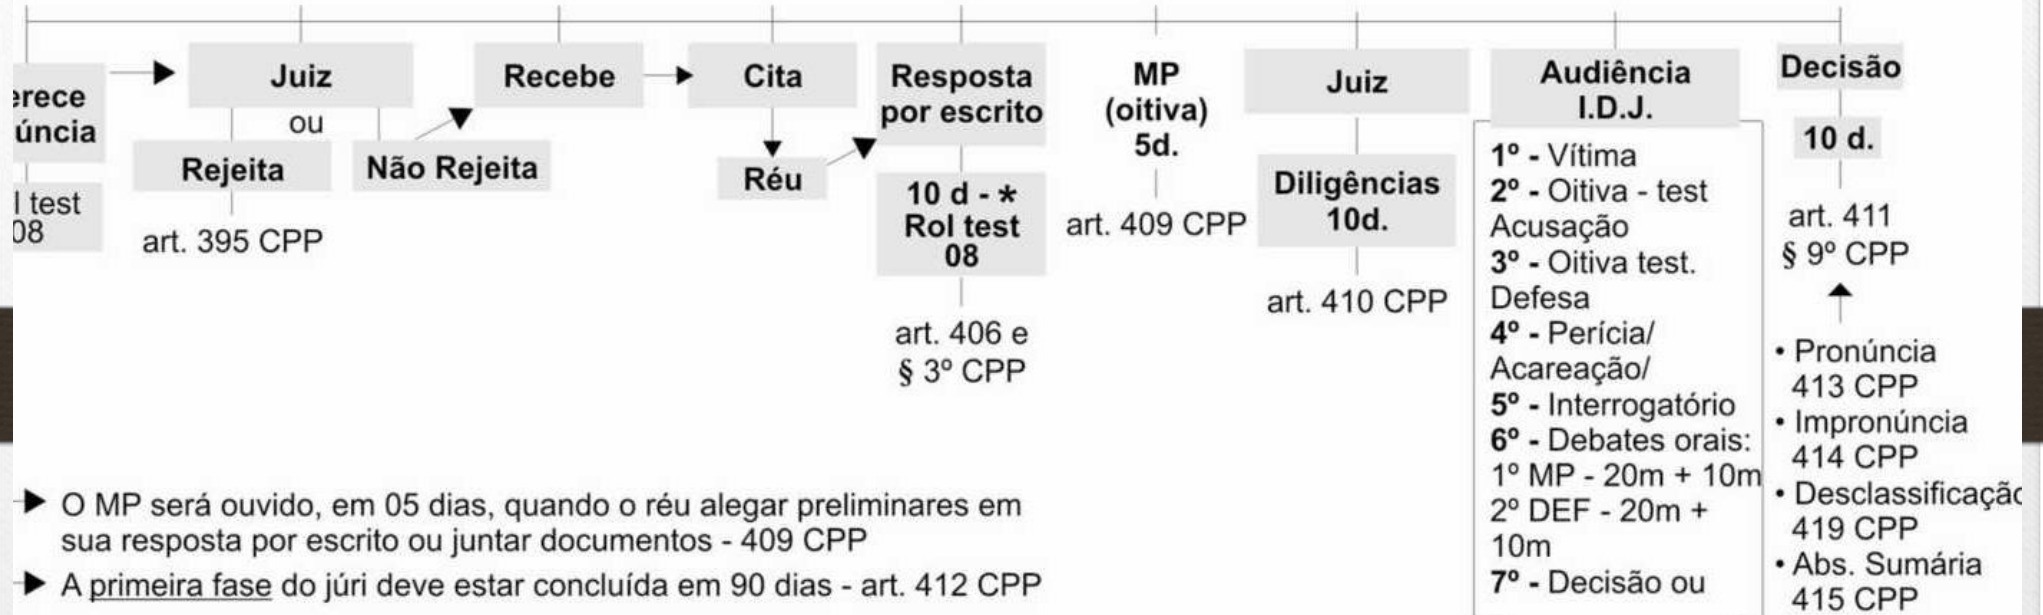 erece
úncia
l test
08
Juiz
ou
Rejeita
art. 395 CPP
Não Rejeita
Recebe
Cita
Réu
Resposta
por escrito
10 d - *
Rol test
08
art. 406 e
§ 3º CPP
MP
(oitiva)
5d.
art. 409 CPP
Juiz
Diligências
10d.
art. 410 CPP
Audiência
I.D.J.
1º - Vítima
2º - Oitiva - test
Acusação
3º - Oitiva test.
Defesa
4º - Perícia/
Acareação/
5º - Interrogatório
6º - Debates orais:
1º MP - 20m + 10m
2º DEF - 20m +
10m
7º - Decisão ou
Decisão
10 d.
art. 411
§ 9º CPP
• Pronúncia
413 CPP
• Impronúncia
414 CPP
• Desclassificação
419 CPP
• Abs. Sumária
415 CPP
O MP será ouvido, em 05 dias, quando o réu alegar preliminares em
sua resposta por escrito ou juntar documentos - 409 CPP
A primeira fase do júri deve estar concluída em 90 dias - art. 412 CPP